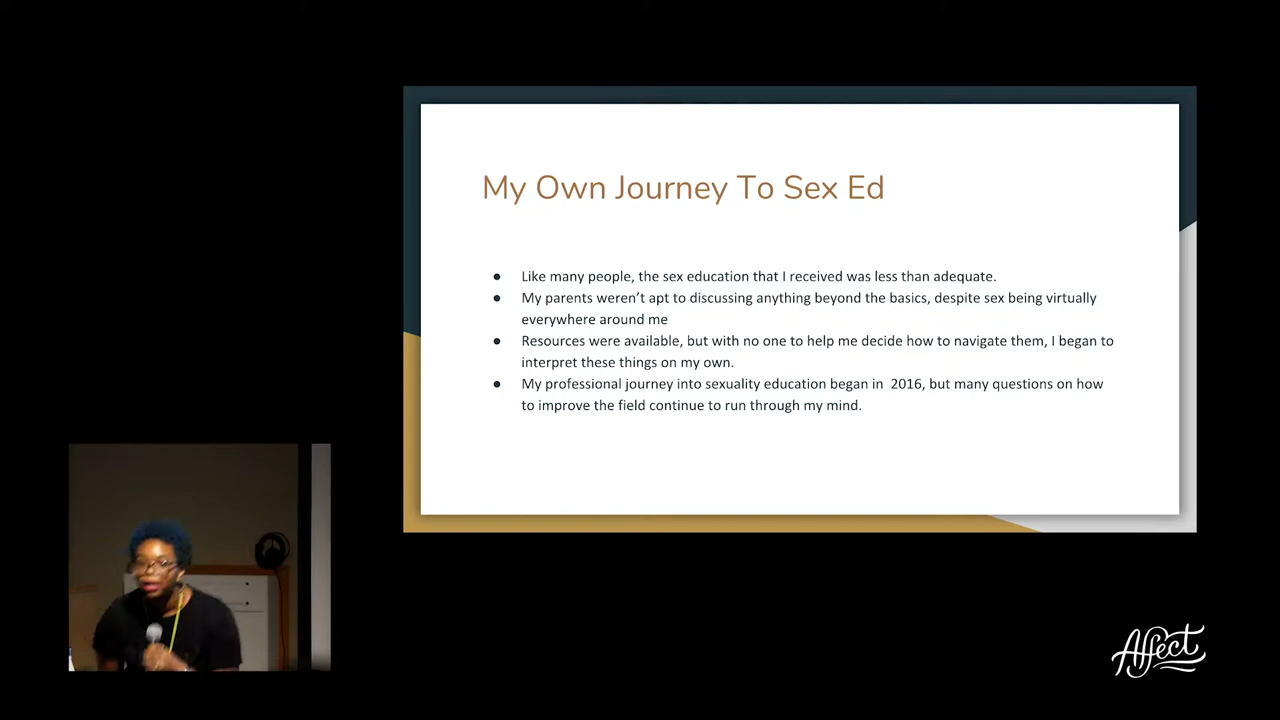 My Own Journey To Sex Ed
● Like many people, the sex education that I received was less than adequate.
● My parents weren’t apt to discussing anything beyond the basics, despite sex being virtually
everywhere around me
● Resources were available, but with no one to help me decide how to navigate them, I began to
interpret these things on my own.
● My professional journey into sexuality education began in  2016, but many questions on how
to improve the field continue to run through my mind.
Affect